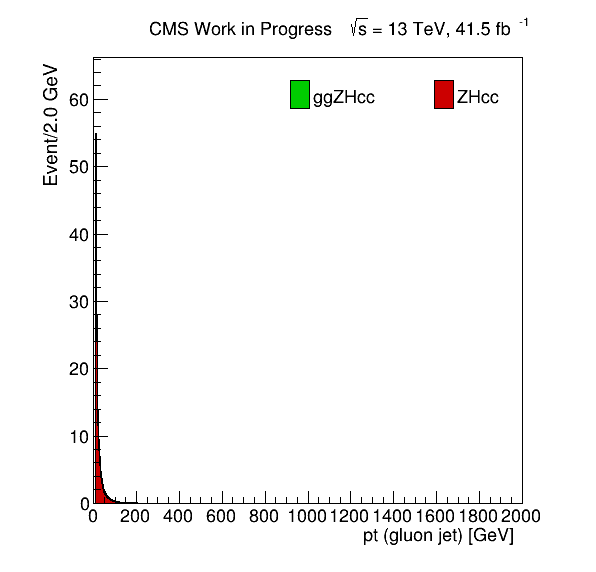 CMS Work in Progress √s = 13 TeV, 41.5 fb -1
Event/2.0 GeV
ggZHcc ZHcc
60
50
40
30
20
10
0
0 200 400 600 800 1000 1200 1400 1600 1800 2000
pt (gluon jet) [GeV]